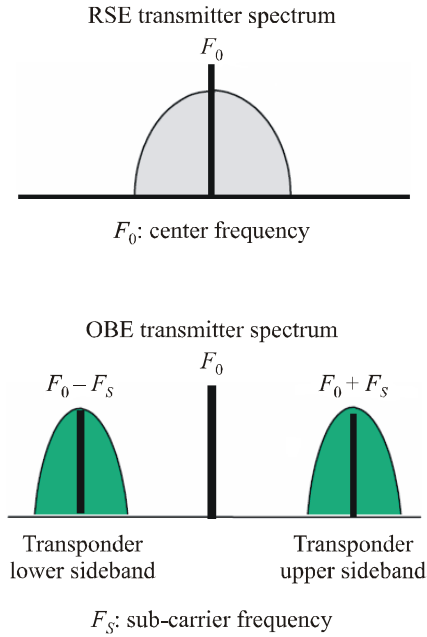 RSE transmitter spectrum
F₀
F₀: center frequency
OBE transmitter spectrum
F₀
F₀ – Fₛ
F₀ + Fₛ
Transponder
lower sideband
Transponder
upper sideband
Fₛ: sub-carrier frequency